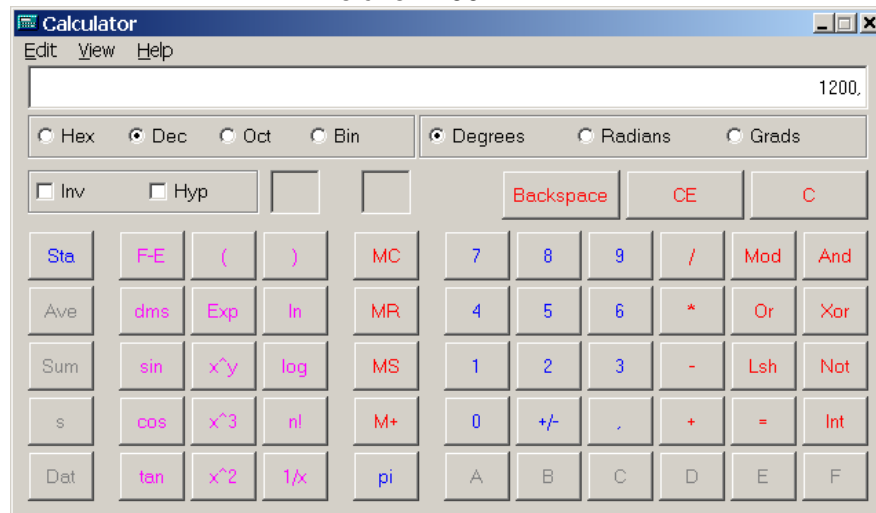 Calculator
Edit View Help
1200,
Hex Dec Oct Bin Degrees Radians Grads
Inv Hyp Backspace CE C
Sta F-E ( ) MC 7 8 9 / Mod And
Ave dms Exp ln MR 4 5 6 * Or Xor
Sum sin x^y log MS 1 2 3 - Lsh Not
s cos x^3 n! M+ 0 +/- , + = Int
Dat tan x^2 1/x pi A B C D E F